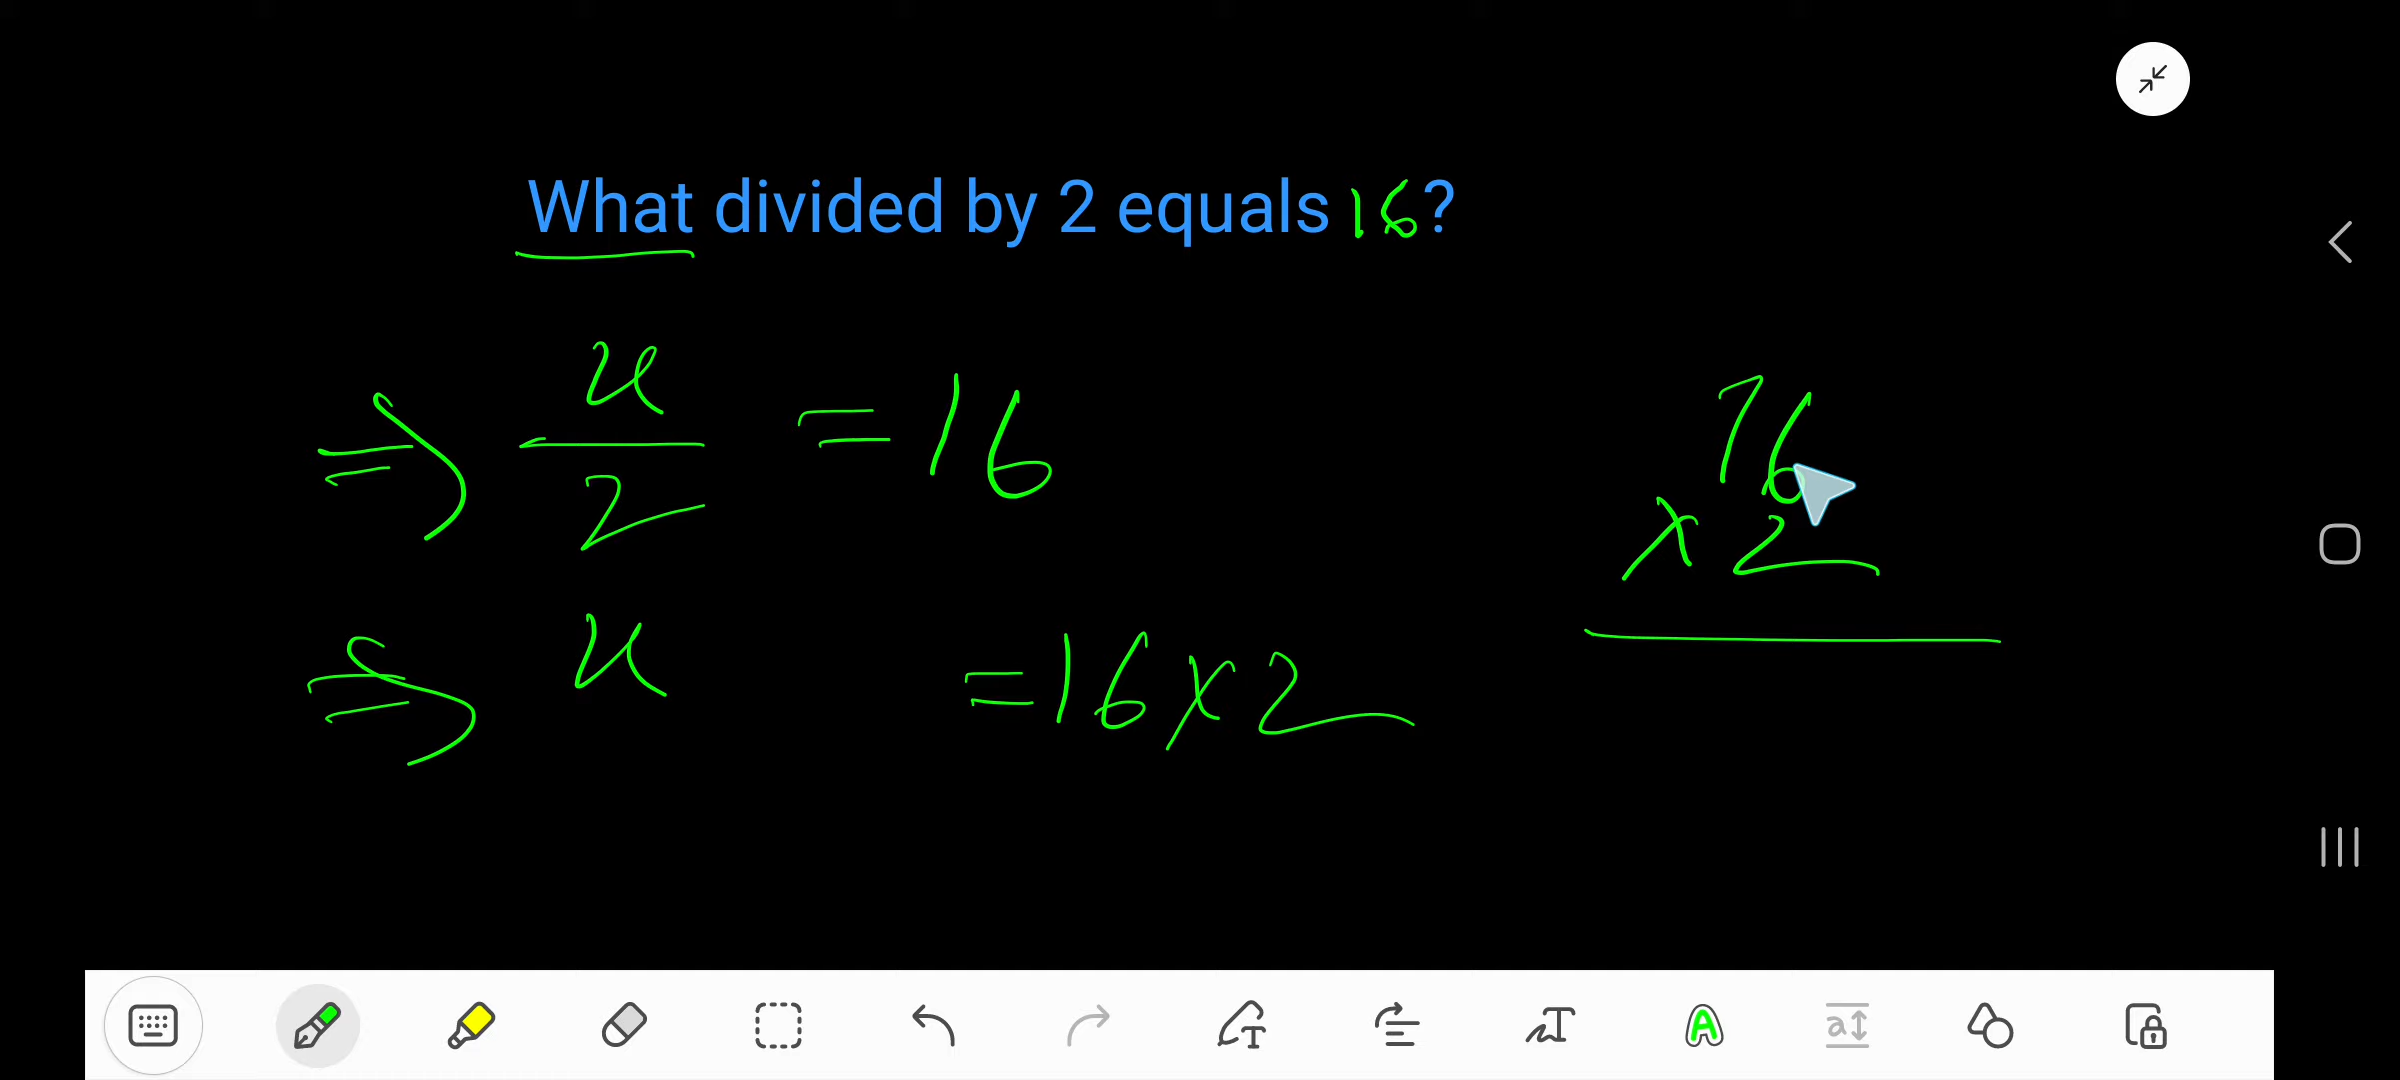 What divided by 2 equals 16?
⇒ x/2 = 16
⇒ x = 16 x 2
16
x 2